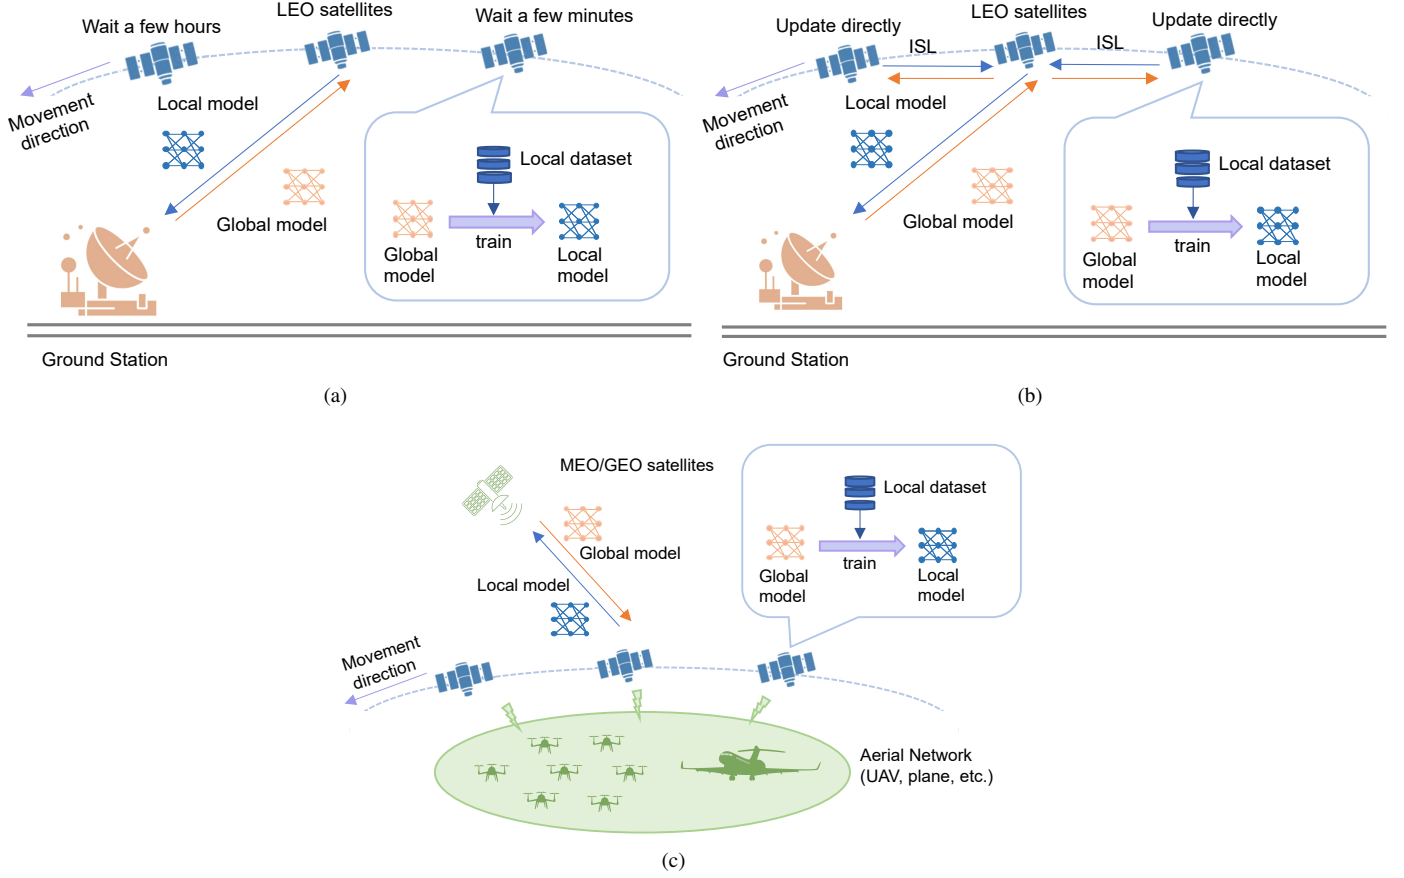 Wait a few hours
LEO satellites
Wait a few minutes
Movement
direction
Local model
Global model
Local dataset
train
Global
model
Local
model
Ground Station
(a)
Update directly
ISL
LEO satellites
ISL
Update directly
Movement
direction
Local model
Global model
Local dataset
train
Global
model
Local
model
Ground Station
(b)
MEO/GEO satellites
Global model
Local model
Local dataset
train
Global
model
Local
model
Movement
direction
Aerial Network
(UAV, plane, etc.)
(c)